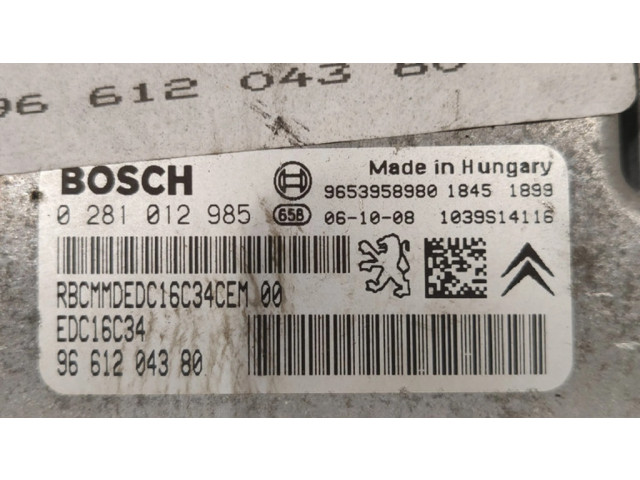 96 612 043 80
BOSCH
Made in Hungary
9653958980 1845 1899
0 281 012 985 658 06-10-08 1039S14116
RBCMMDEDC16C34CEM 00
EDC16C34
96 612 043 80